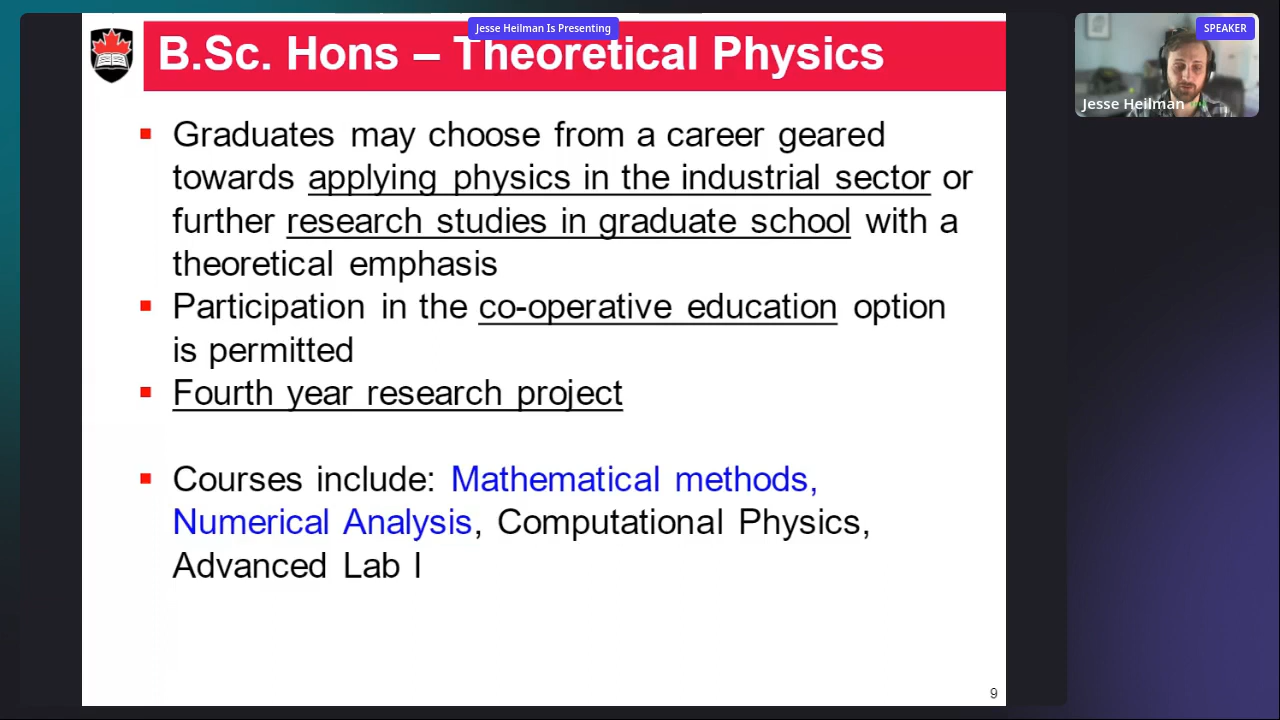 Jesse Heilman Is Presenting
SPEAKER
B.Sc. Hons – Theoretical Physics
Jesse Heilman
▪ Graduates may choose from a career geared
towards applying physics in the industrial sector or
further research studies in graduate school with a
theoretical emphasis
▪ Participation in the co-operative education option
is permitted
▪ Fourth year research project
▪ Courses include: Mathematical methods,
Numerical Analysis, Computational Physics,
Advanced Lab I
9